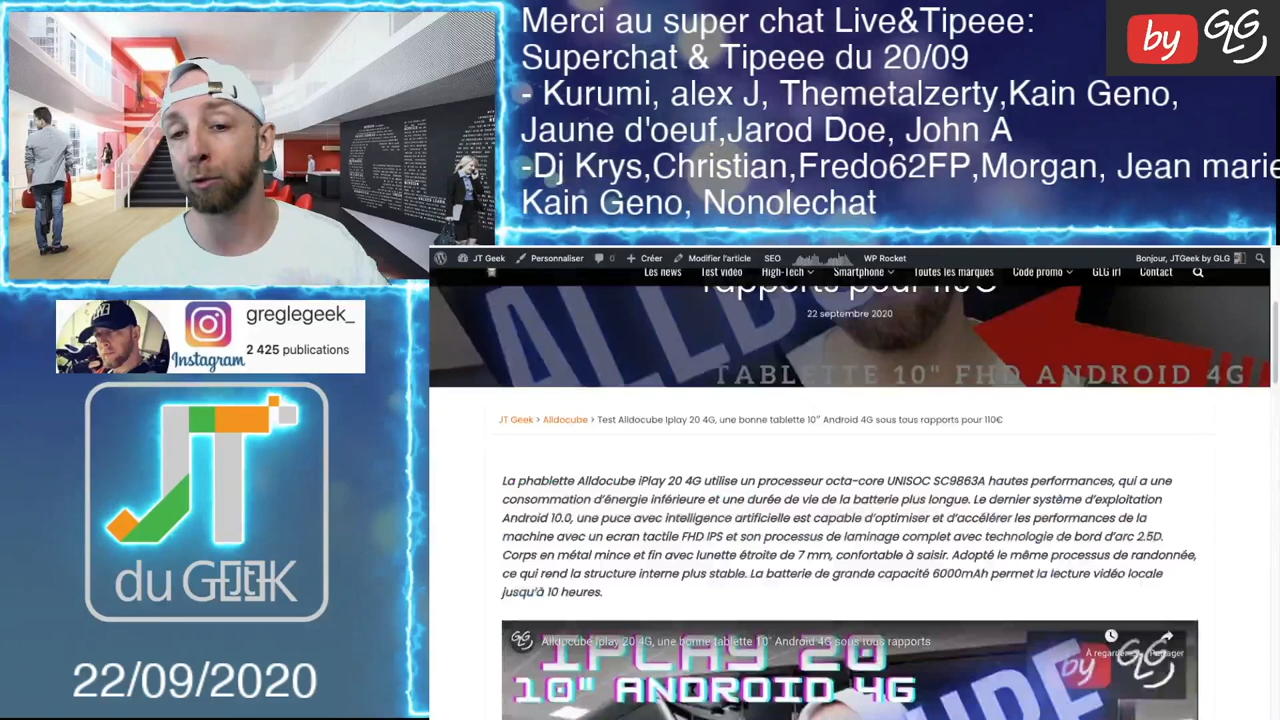 Merci au super chat Live&Tipeee:
Superchat & Tipeee du 20/09
- Kurumi, alex J, Themetalzerty,Kain Geno,
Jaune d'oeuf,Jarod Doe, John A
-Dj Krys,Christian,Fredo62FP,Morgan, Jean marie
Kain Geno, Nonolechat
by GLG
greglegeek_
2 425 publications
Instagram
JT
du GEEK
22/09/2020
JT Geek Personnaliser 0 Créer Modifier l'article SEO WP Rocket Bonjour, JTGeek by GLG
Les news Test video High-Tech Smartphone Toutes les marques Code promo GLG irl Contact
rapports pour 110€
22 septembre 2020
TABLETTE 10" FHD ANDROID 4G
JT Geek > Alldocube > Test Alldocube Iplay 20 4G, une bonne tablette 10″ Android 4G sous tous rapports pour 110€
La phablette Alldocube iPlay 20 4G utilise un processeur octa-core UNISOC SC9863A hautes performances, qui a une
consommation d'énergie inférieure et une durée de vie de la batterie plus longue. Le dernier système d'exploitation
Android 10.0, une puce avec intelligence artificielle est capable d'optimiser et d'accélérer les performances de la
machine avec un ecran tactile FHD IPS et son processus de laminage complet avec technologie de bord d'arc 2.5D.
Corps en métal mince et fin avec lunette étroite de 7 mm, confortable à saisir. Adopté le même processus de randonnée,
ce qui rend la structure interne plus stable. La batterie de grande capacité 6000mAh permet la lecture vidéo locale
jusqu'à 10 heures.
Alldocube Iplay 20 4G, une bonne tablette 10" Android 4G sous tous rapports
IPLAY 20
10" ANDROID 4G
by GLG